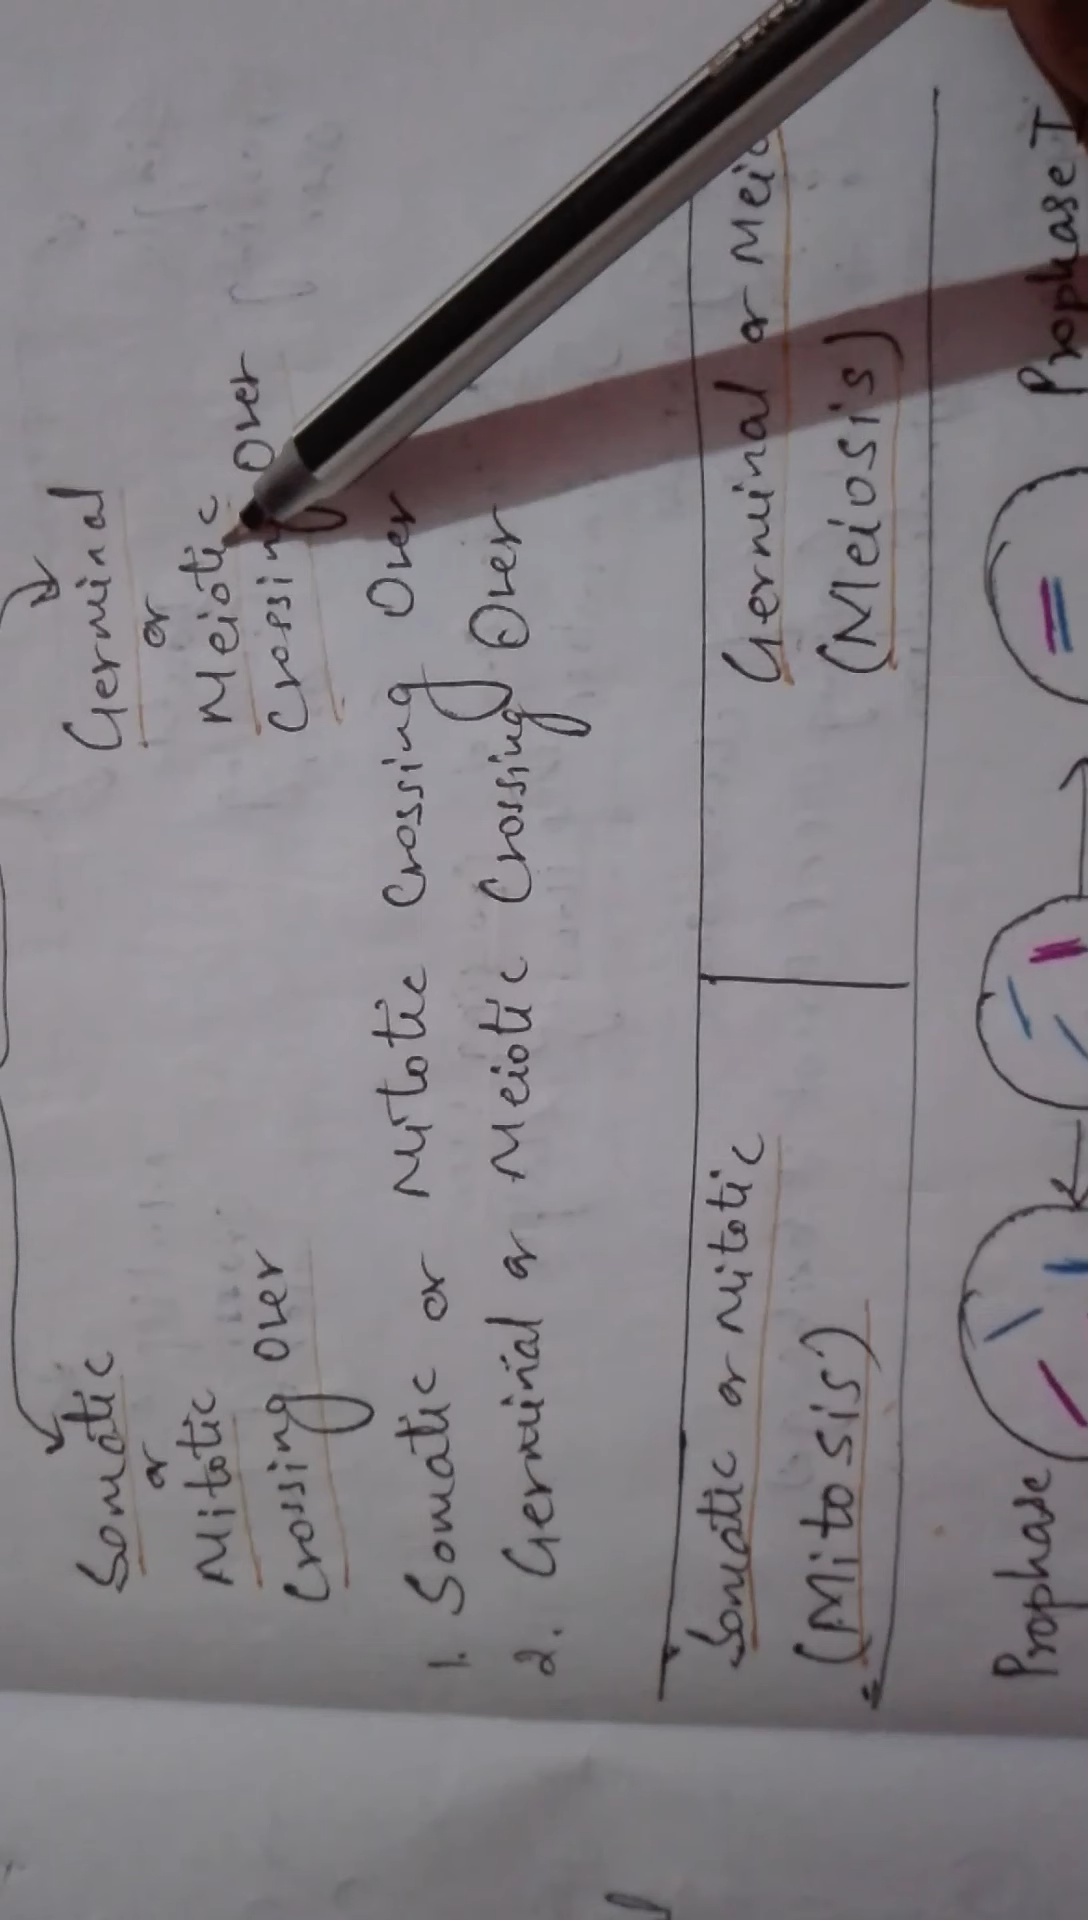 Somatic
or
Mitotic
Crossing Over
Germinal
or
Meiotic
Crossing Over
1. Somatic or Mitotic Crossing Over
2. Germinal or Meiotic Crossing Over
Somatic or Mitotic
(Mitosis)
Germinal or Meio
(Meiosis)
Prophase
Prophase I